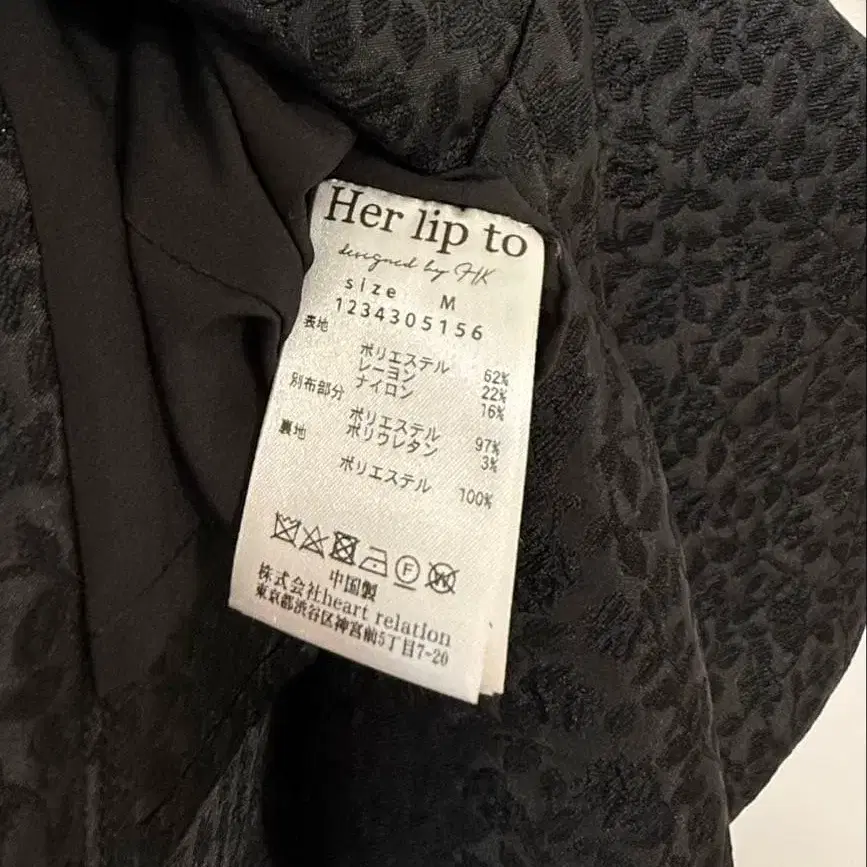 Her lip to
designed by HK
size M
1234305156
表地
ポリエステル 62%
レーヨン 22%
ナイロン 16%
別布部分
ポリエステル 97%
ポリウレタン 3%
裏地
ポリエステル 100%
F W
中国製
株式会社heart relation
東京都渋谷区神宮前5丁目7-20